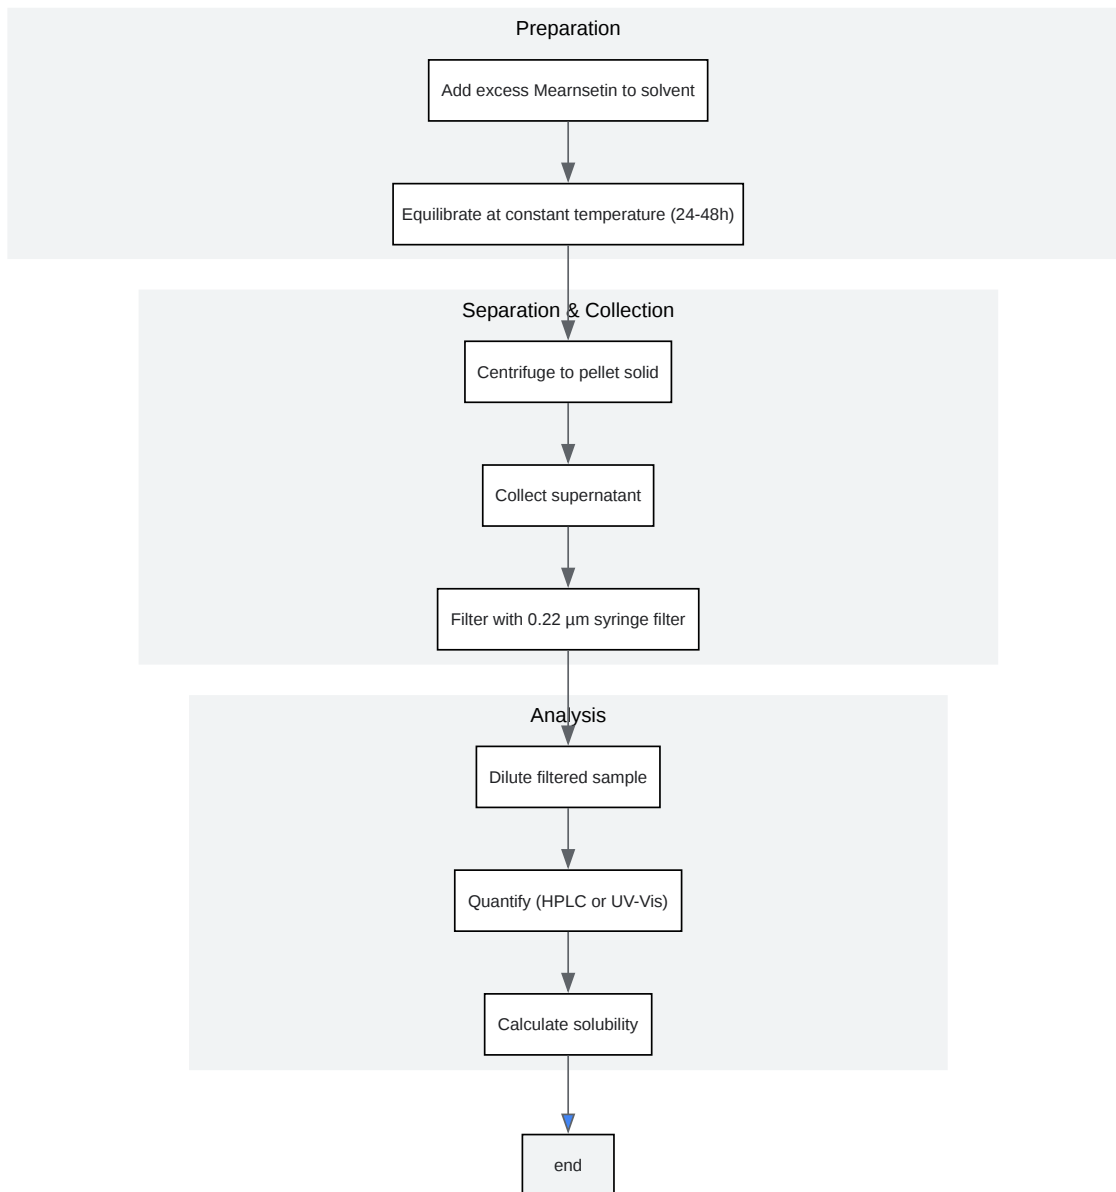 Preparation
Add excess Mearnsetin to solvent
Equilibrate at constant temperature (24-48h)
Separation & Collection
Centrifuge to pellet solid
Collect supernatant
Filter with 0.22 µm syringe filter
Analysis
Dilute filtered sample
Quantify (HPLC or UV-Vis)
Calculate solubility
end